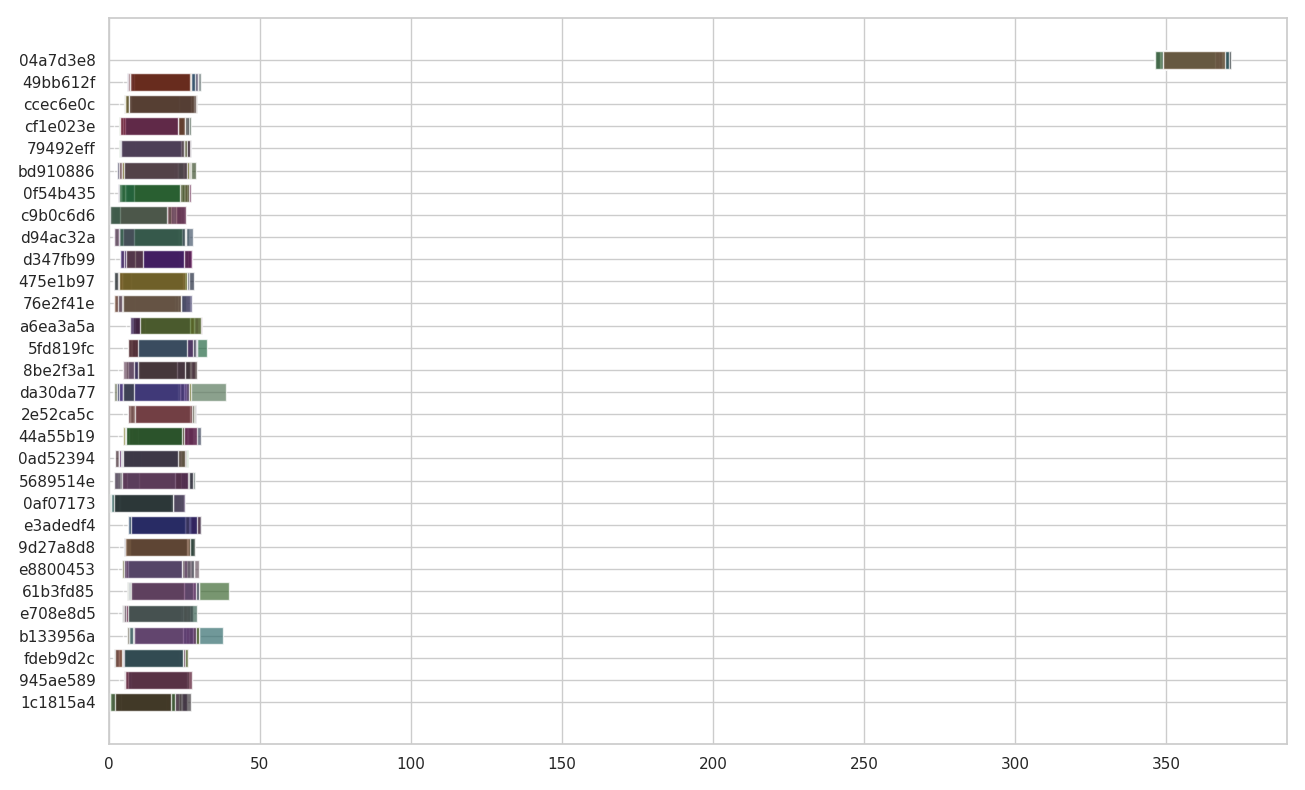 04a7d3e8
49bb612f
ccec6e0c
cf1e023e
79492eff
bd910886
0f54b435
c9b0c6d6
d94ac32a
d347fb99
475e1b97
76e2f41e
a6ea3a5a
5fd819fc
8be2f3a1
da30da77
2e52ca5c
44a55b19
0ad52394
5689514e
0af07173
e3adedf4
9d27a8d8
e8800453
61b3fd85
e708e8d5
b133956a
fdeb9d2c
945ae589
1c1815a4
0 50 100 150 200 250 300 350